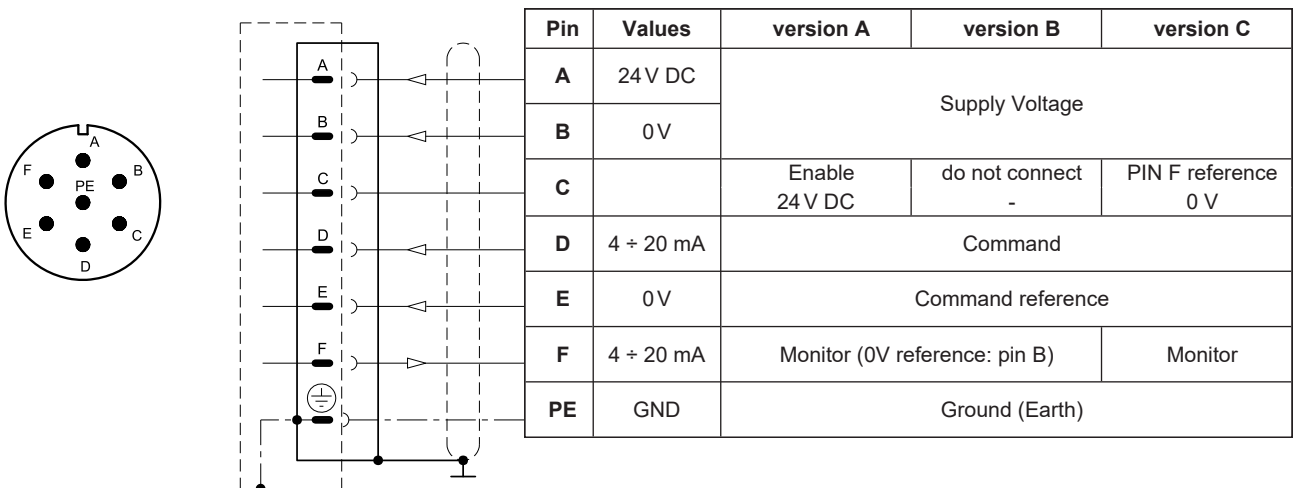 A
F
B
PE
E
C
D
A
B
C
D
E
F
Pin Values version A version B version C
A 24 V DC
Supply Voltage
B 0 V
C Enable do not connect PIN F reference
24 V DC - 0 V
D 4 ÷ 20 mA Command
E 0 V Command reference
F 4 ÷ 20 mA Monitor (0V reference: pin B) Monitor
PE GND Ground (Earth)